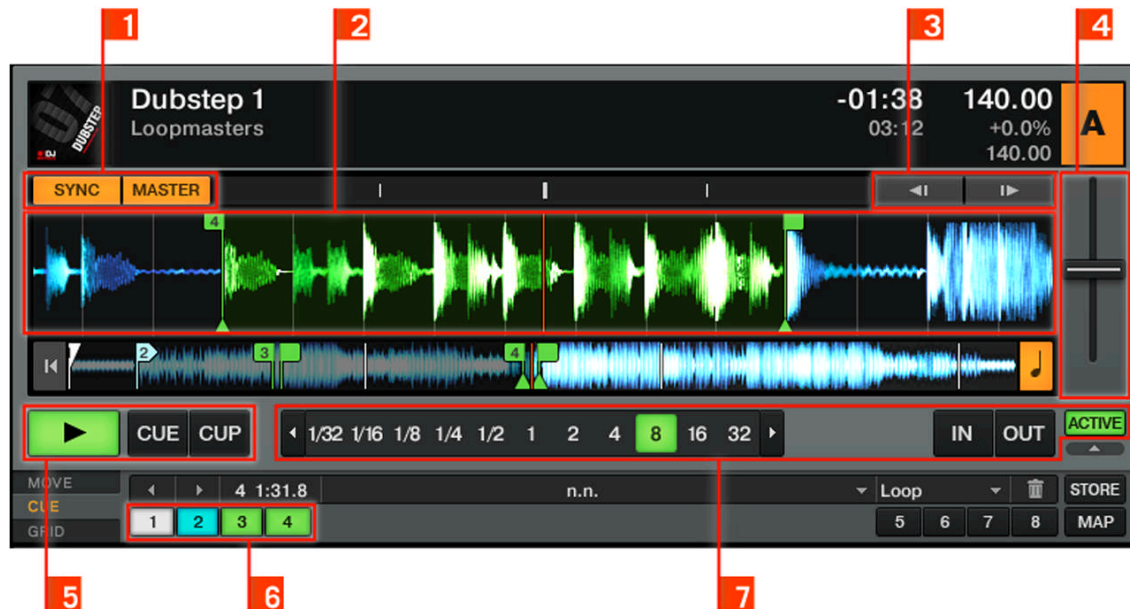 1 2 3 4
07 DUBSTEP
DJ
Dubstep 1 -01:38 140.00 A
Loopmasters 03:12 +0.0%
140.00
SYNC MASTER
4
2 3 4
CUE CUP 1/32 1/16 1/8 1/4 1/2 1 2 4 8 16 32 IN OUT ACTIVE
MOVE 4 1:31.8 n.n. Loop STORE
CUE 1 2 3 4 5 6 7 8 MAP
GRID
5 6 7